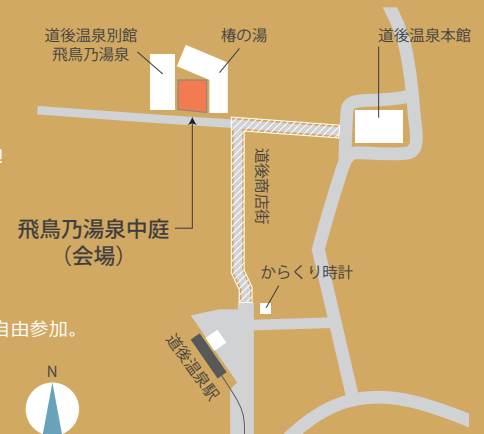 道後温泉別館
飛鳥乃湯泉
椿の湯
道後温泉本館
!
道後商店街
飛鳥乃湯泉中庭
（会場）
からくり時計
自由参加。
道後温泉駅
N